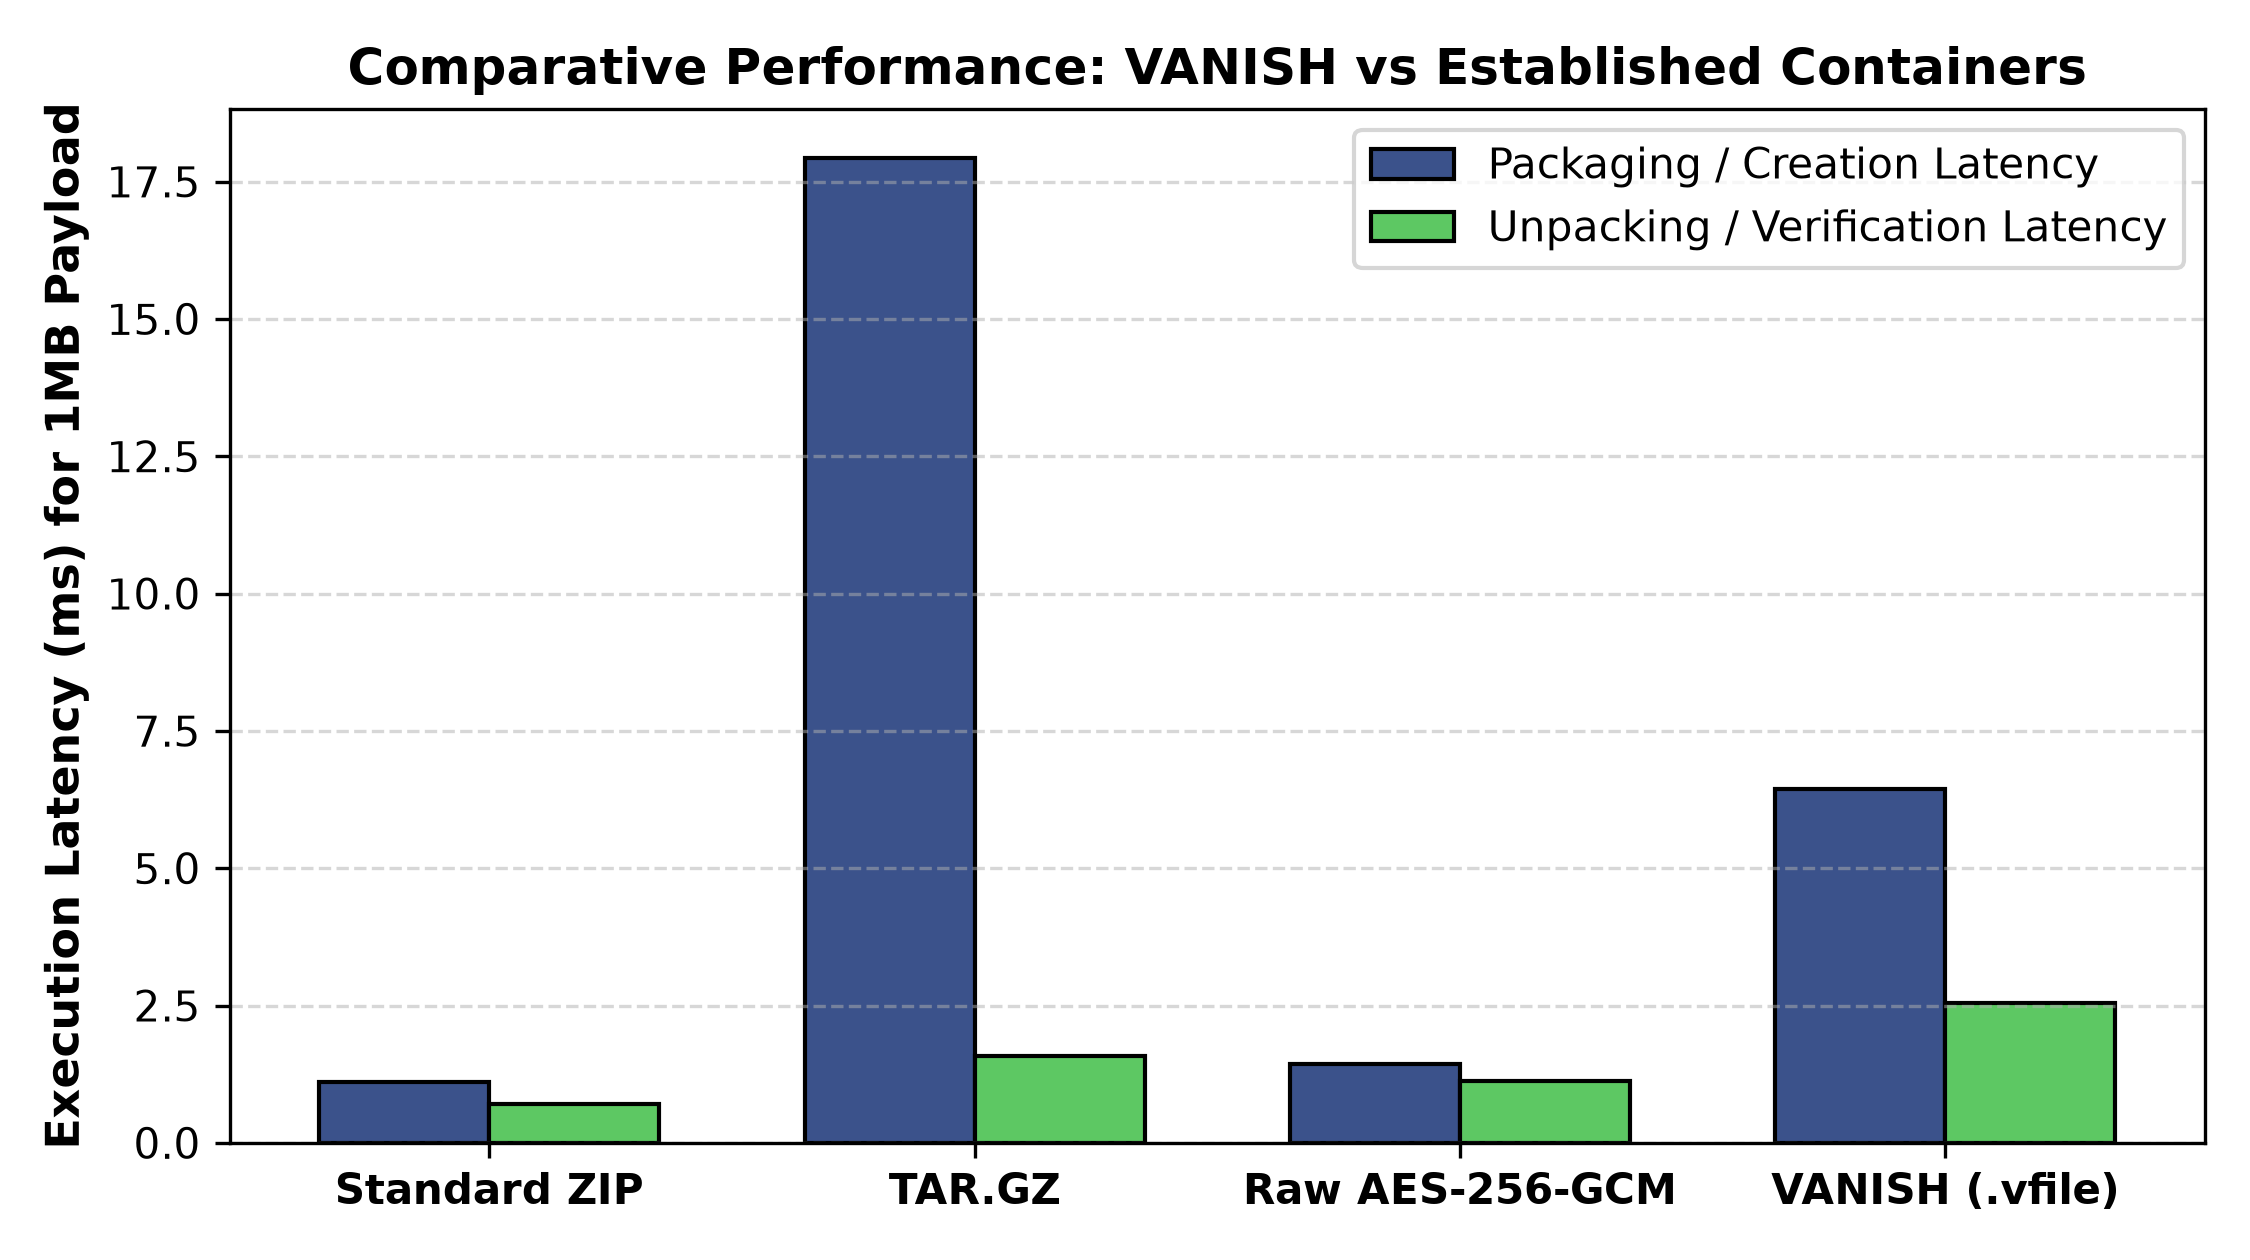 Comparative Performance: VANISH vs Established Containers
Execution Latency (ms) for 1MB Payload
17.5
15.0
12.5
10.0
7.5
5.0
2.5
0.0
Packaging / Creation Latency
Unpacking / Verification Latency
Standard ZIP
TAR.GZ
Raw AES-256-GCM
VANISH (.vfile)